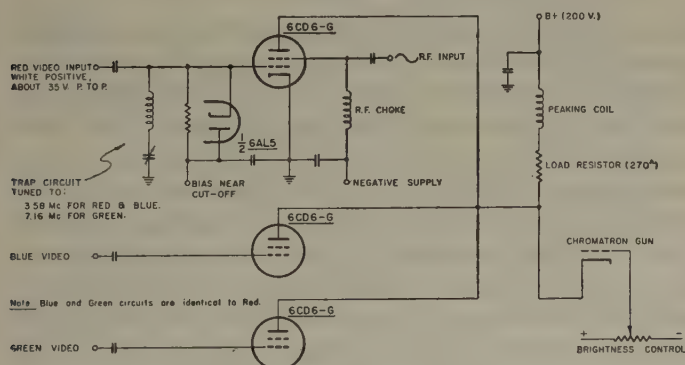 6CD6-G
B+ (200 V.)
RED VIDEO INPUT
WHITE POSITIVE,
ABOUT 35 V. P. TO P.
R.F. INPUT
PEAKING COIL
R.F. CHOKE
½ 6AL5
LOAD RESISTOR (270ᴧ)
TRAP CIRCUIT
TUNED TO:
3.58 Mc FOR RED & BLUE.
7.16 Mc FOR GREEN.
BIAS NEAR
CUT-OFF
NEGATIVE SUPPLY
6CD6-G
CHROMATRON GUN
BLUE VIDEO
Note Blue and Green circuits are identical to Red.
6CD6-G
+ -
GREEN VIDEO
BRIGHTNESS CONTROL